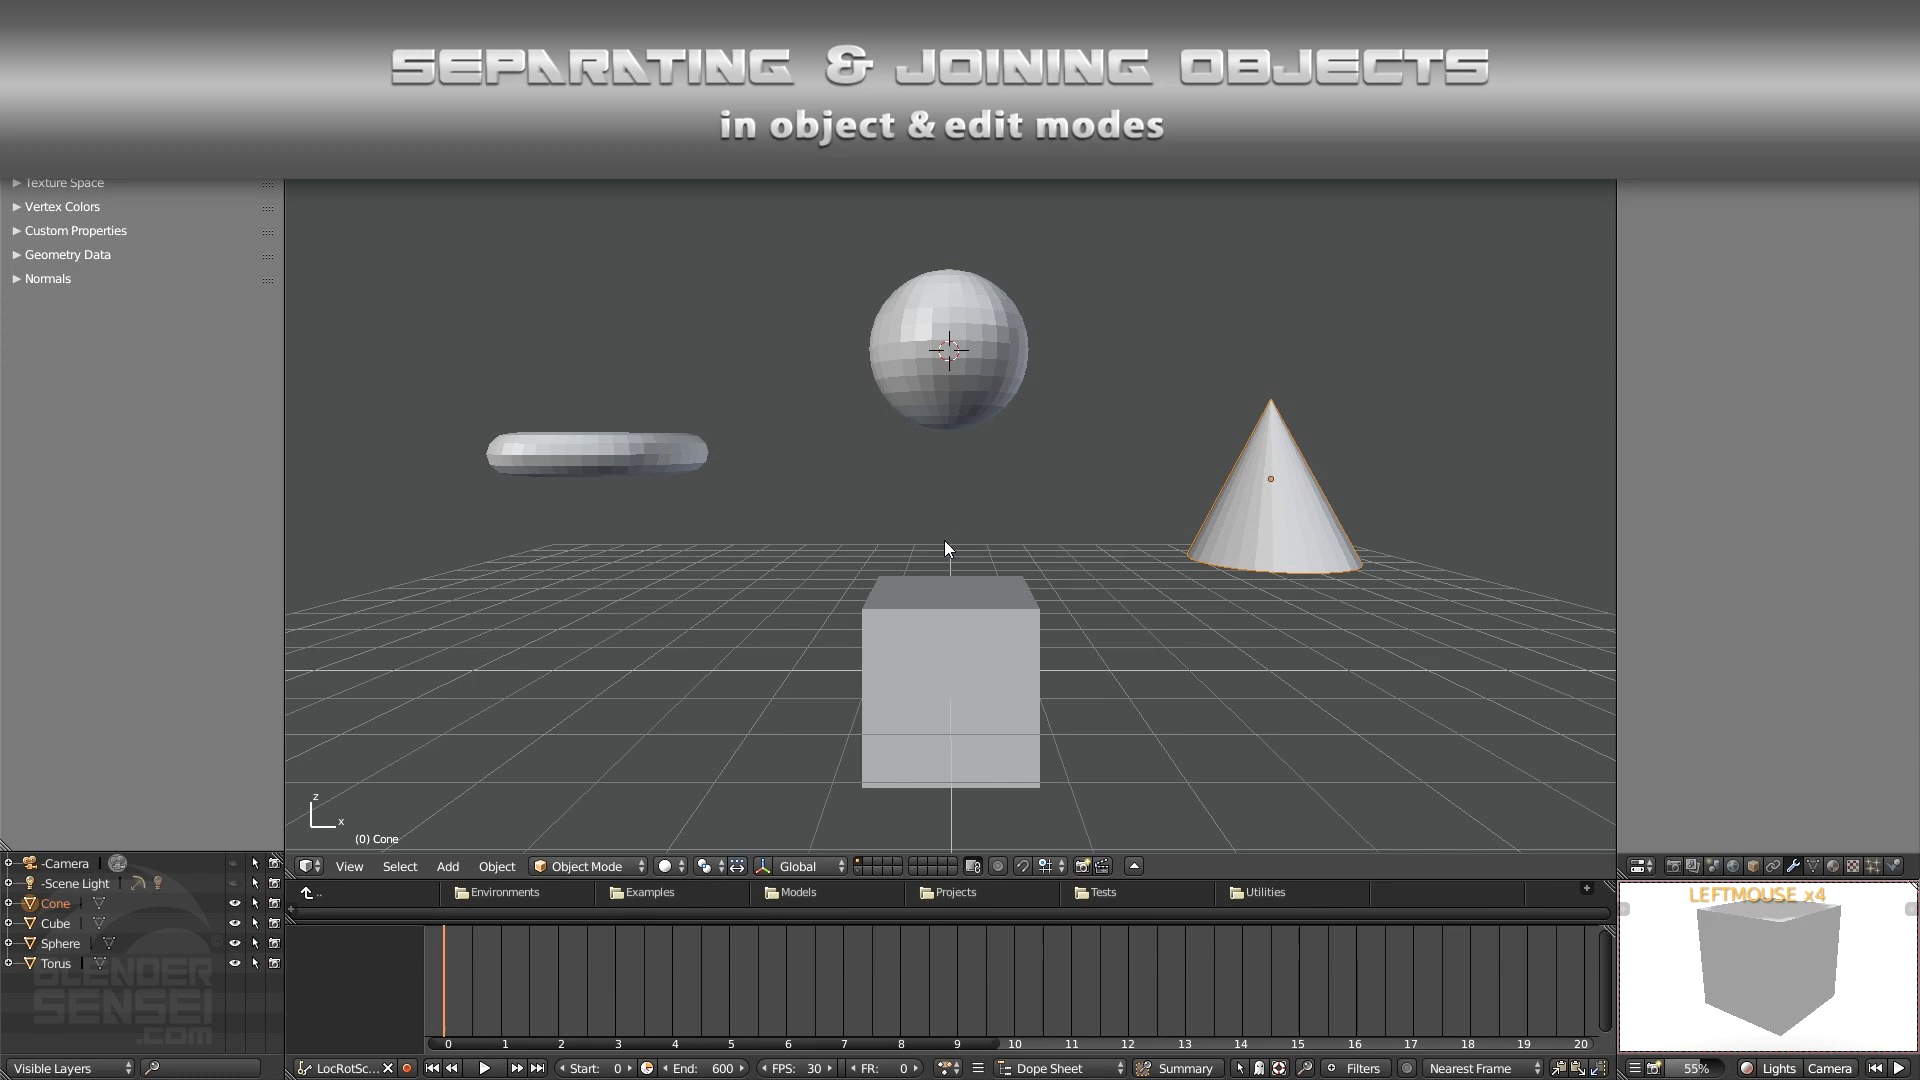 SEPARATING & JOINING OBJECTS
in object & edit modes
Texture Space
Vertex Colors
Custom Properties
Geometry Data
Normals
z
x
(0) Cone
-Camera
-Scene Light
Cone
Cube
Sphere
Torus
BLENDER
SENSEI
.com
View Select Add Object Object Mode Global
.. Environments Examples Models Projects Tests Utilities
LEFTMOUSE x4
0 1 2 3 4 5 6 7 8 9 10 11 12 13 14 15 16 17 18 19 20
Visible Layers
LocRotSc... Start: 0 End: 600 FPS: 30 FR: 0 Dope Sheet Summary Filters Nearest Frame
55% Lights Camera